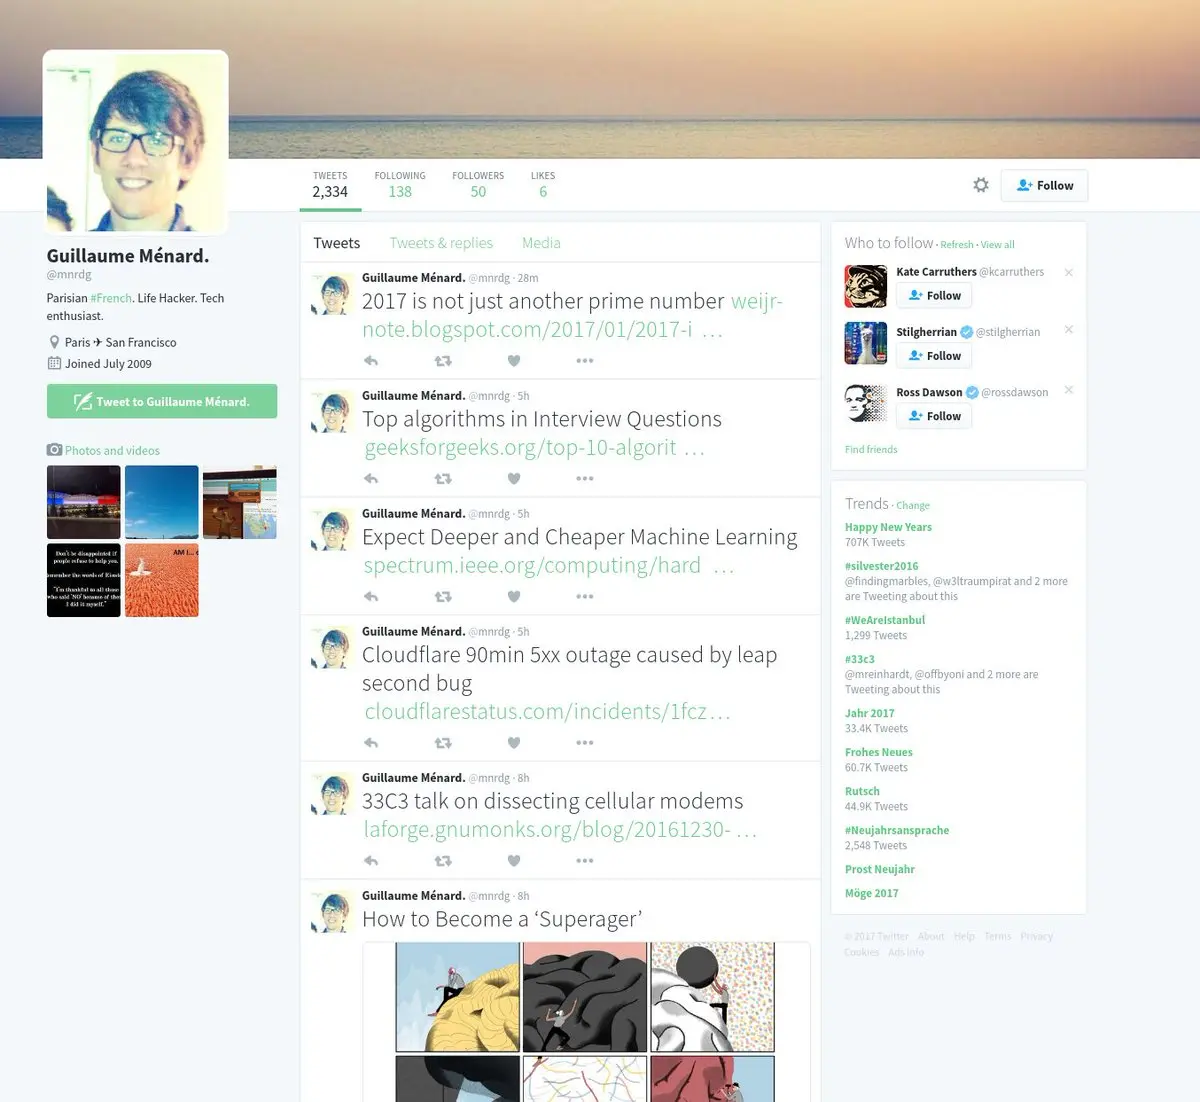 TWEETS
2,334
FOLLOWING
138
FOLLOWERS
50
LIKES
6
Follow
Guillaume Ménard.
@mnrdg
Parisian #French. Life Hacker. Tech
enthusiast.
Paris ✈ San Francisco
Joined July 2009
Tweet to Guillaume Ménard.
Photos and videos
Don't be disappointed if
people refuse to help you.
"I'm thankful to all those
who said 'NO' because of them
I did it myself."
AM I...
Tweets
Tweets & replies
Media
Guillaume Ménard. @mnrdg · 28m
2017 is not just another prime number weijr-
note.blogspot.com/2017/01/2017-i …
Guillaume Ménard. @mnrdg · 5h
Top algorithms in Interview Questions
geeksforgeeks.org/top-10-algorit …
Guillaume Ménard. @mnrdg · 5h
Expect Deeper and Cheaper Machine Learning
spectrum.ieee.org/computing/hard …
Guillaume Ménard. @mnrdg · 5h
Cloudflare 90min 5xx outage caused by leap
second bug
cloudflarestatus.com/incidents/1fcz…
Guillaume Ménard. @mnrdg · 8h
33C3 talk on dissecting cellular modems
laforge.gnumonks.org/blog/20161230- …
Guillaume Ménard. @mnrdg · 8h
How to Become a ‘Superager’
Who to follow · Refresh · View all
Kate Carruthers @kcarruthers
Follow
Stilgherrian @stilgherrian
Follow
Ross Dawson @rossdawson
Follow
Find friends
Trends · Change
Happy New Years
707K Tweets
#silvester2016
@findingmarbles, @w3ltraumpirat and 2 more
are Tweeting about this
#WeAreIstanbul
1,299 Tweets
#33c3
@mreinhardt, @offbyoni and 2 more are
Tweeting about this
Jahr 2017
33.4K Tweets
Frohes Neues
60.7K Tweets
Rutsch
44.9K Tweets
#Neujahrsansprache
2,548 Tweets
Prost Neujahr
Möge 2017
© 2017 Twitter About Help Terms Privacy
Cookies Ads info